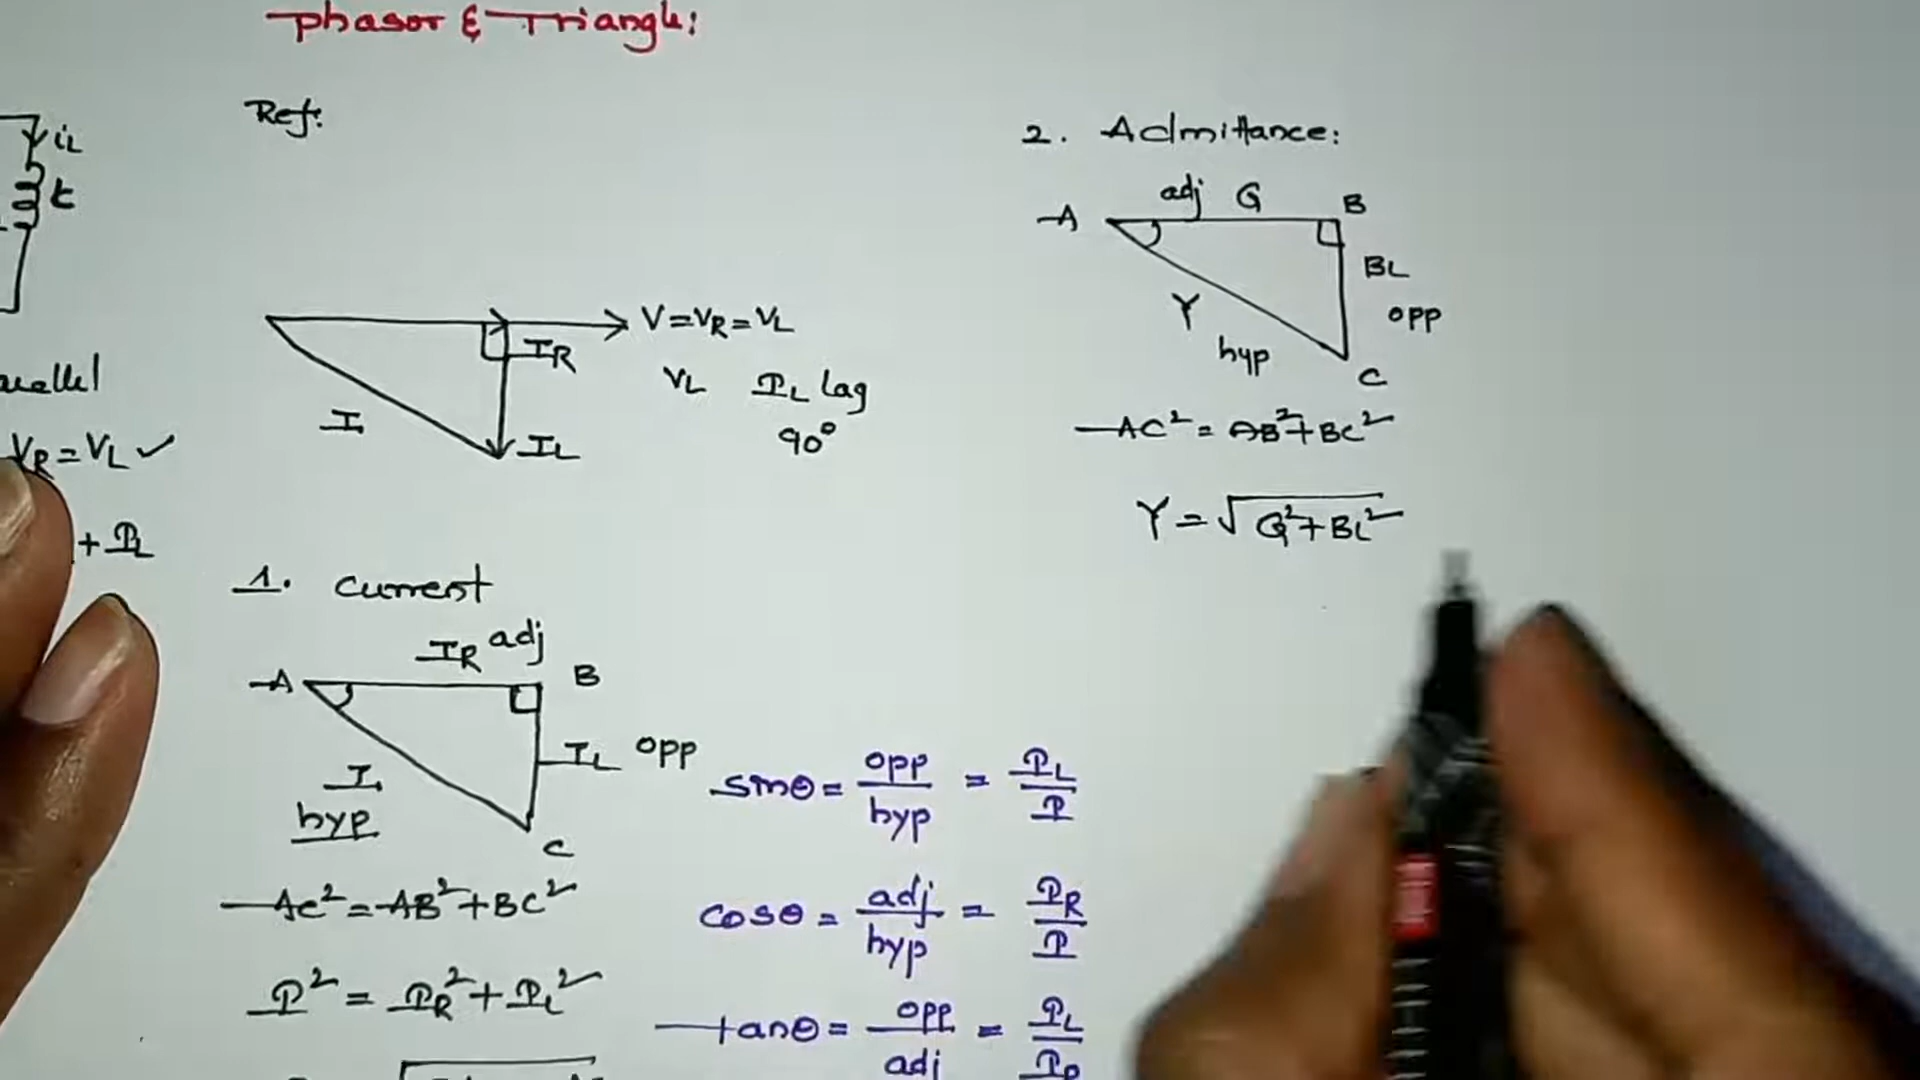 Phasor & Triangle:
Ref:
iL
L
V=VR=VL
IR
VL IL lag
90°
I
IL
VR=VL ✓
+ IL
1. Current
IR adj
A
B
IL opp
I
hyp
C
AC² = AB² + BC²
I² = IR² + IL²
sinθ = opp/hyp = IL/I
cosθ = adj/hyp = IR/I
tanθ = opp/adj = IL/IR
2. Admittance:
adj G
A
B
BL
opp
Y
hyp
C
AC² = AB² + BC²
Y = √G² + BL²